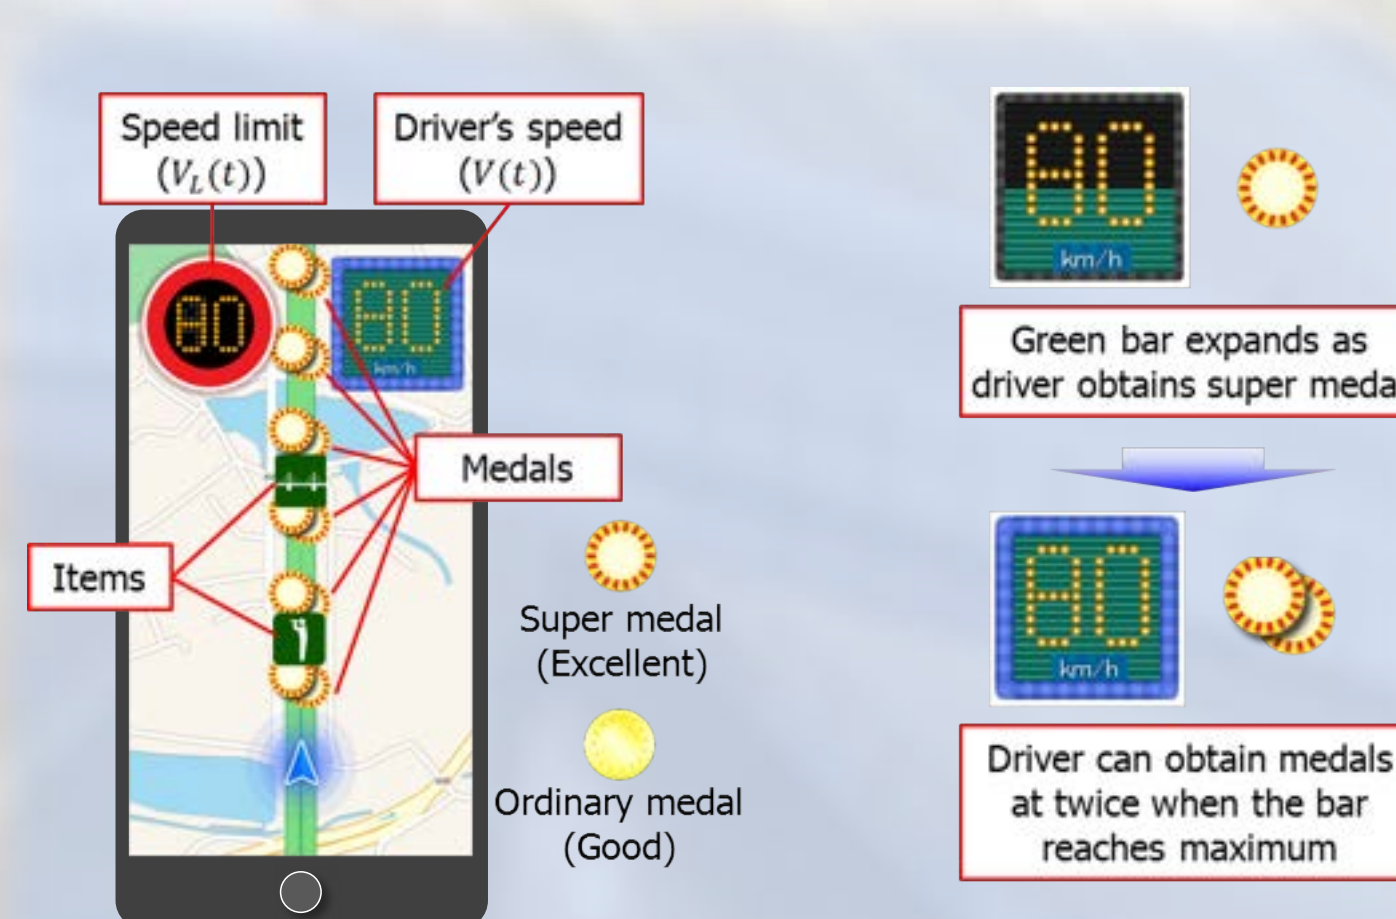 Speed limit
(V_L(t))
Driver's speed
(V(t))
80
80
km/h
Medals
Items
Super medal
(Excellent)
Ordinary medal
(Good)
80
km/h
Green bar expands as
driver obtains super meda
80
km/h
Driver can obtain medals
at twice when the bar
reaches maximum